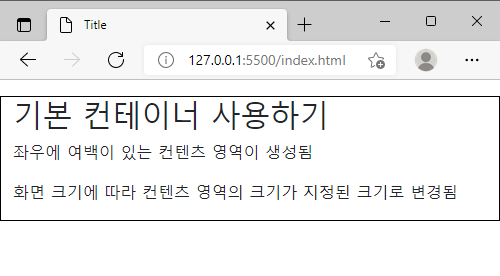 Title
127.0.0.1:5500/index.html
기본 컨테이너 사용하기
좌우에 여백이 있는 컨텐츠 영역이 생성됨
화면 크기에 따라 컨텐츠 영역의 크기가 지정된 크기로 변경됨